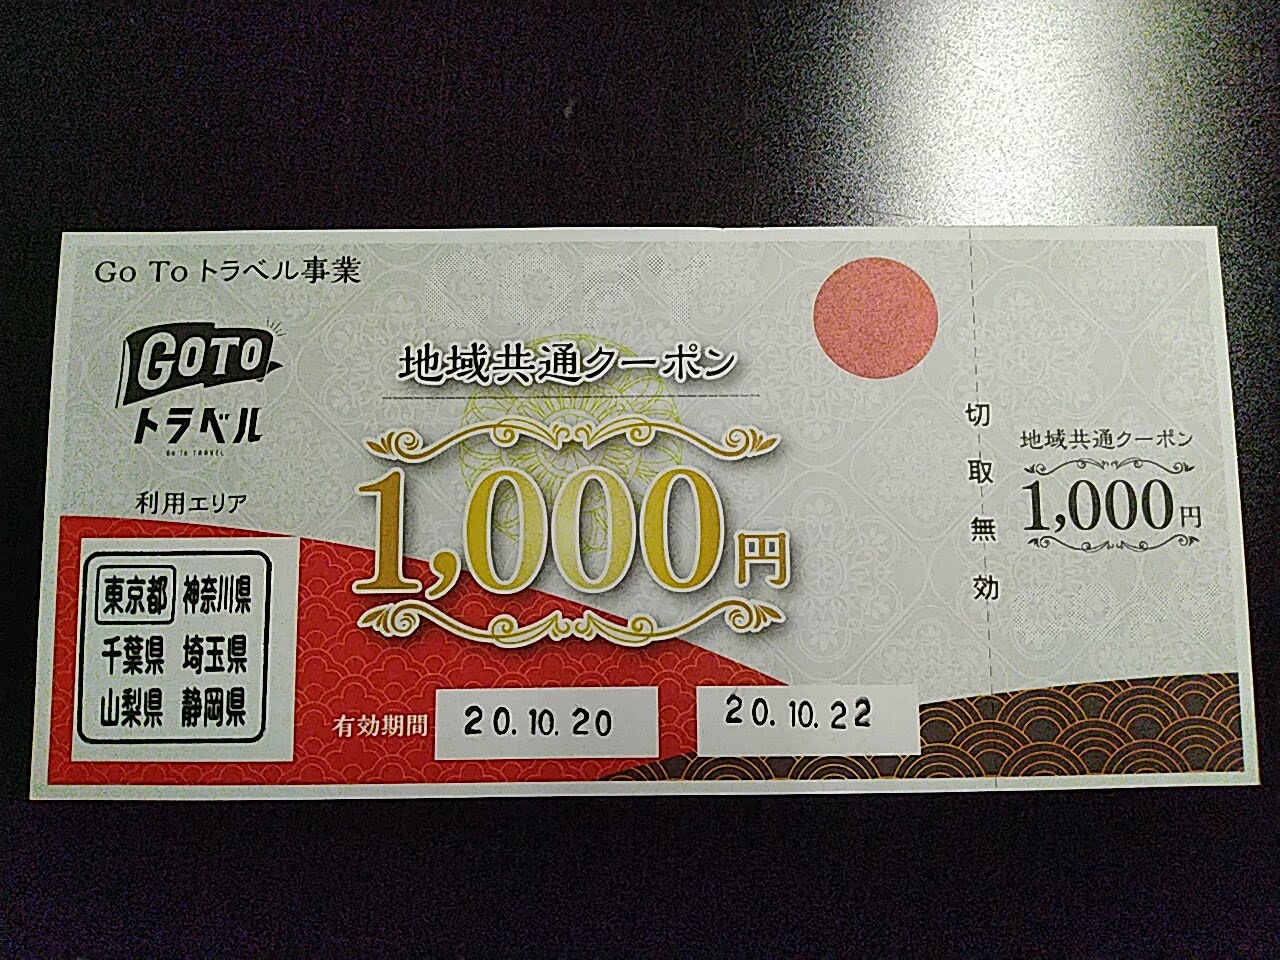 Go To トラベル事業
COPY
GOTO
トラベル
Go To TRAVEL
地域共通クーポン
1,000円
利用エリア
東京都 神奈川県
千葉県 埼玉県
山梨県 静岡県
有効期間 20.10.20 20.10.22
切取無効
地域共通クーポン
1,000円
COPY